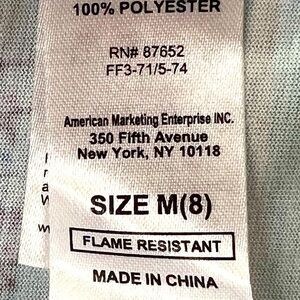 100% POLYESTER
RN# 87652
FF3-71/5-74
American Marketing Enterprise INC.
350 Fifth Avenue
New York, NY 10118
SIZE M(8)
FLAME RESISTANT
MADE IN CHINA